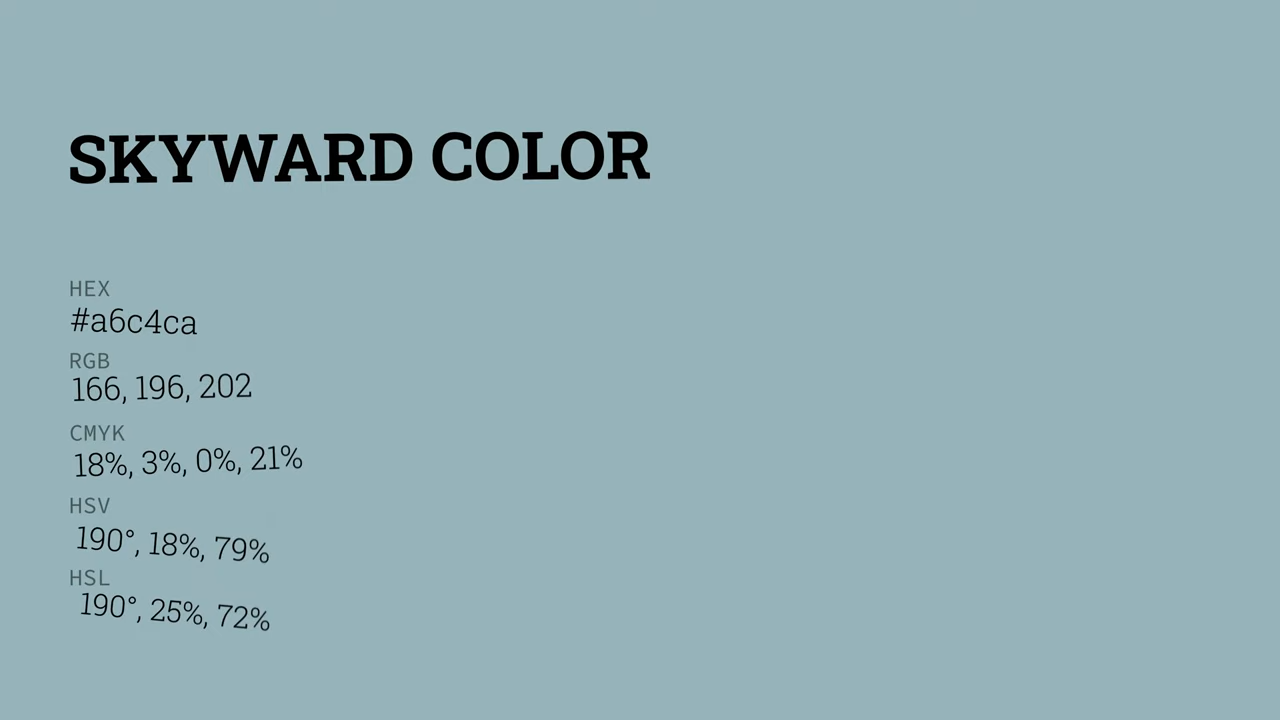 SKYWARD COLOR
HEX
#a6c4ca
RGB
166, 196, 202
CMYK
18%, 3%, 0%, 21%
HSV
190°, 18%, 79%
HSL
190°, 25%, 72%